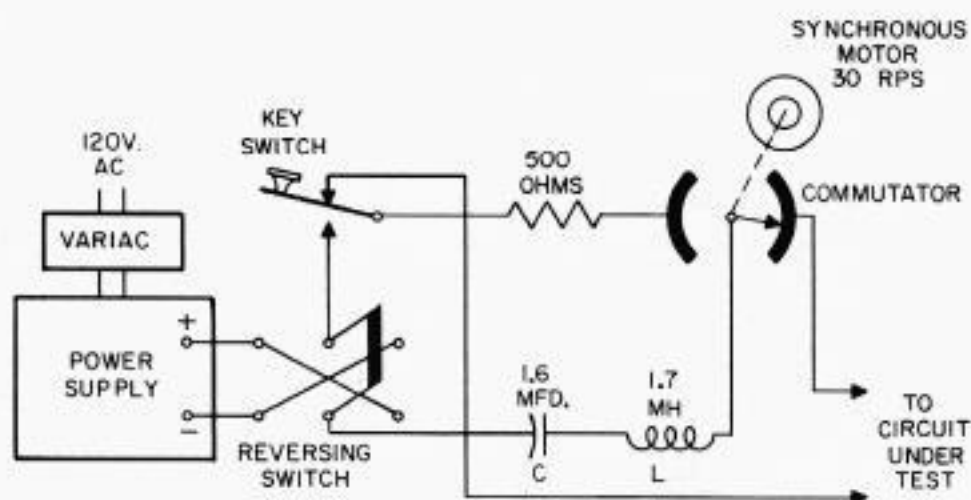 SYNCHRONOUS
MOTOR
30 RPS
KEY
SWITCH
120V.
AC
500
OHMS
COMMUTATOR
VARIAC
+
POWER
SUPPLY
−
1.6
MFD.
1.7
MH
REVERSING
SWITCH
C
L
TO
CIRCUIT
UNDER
TEST